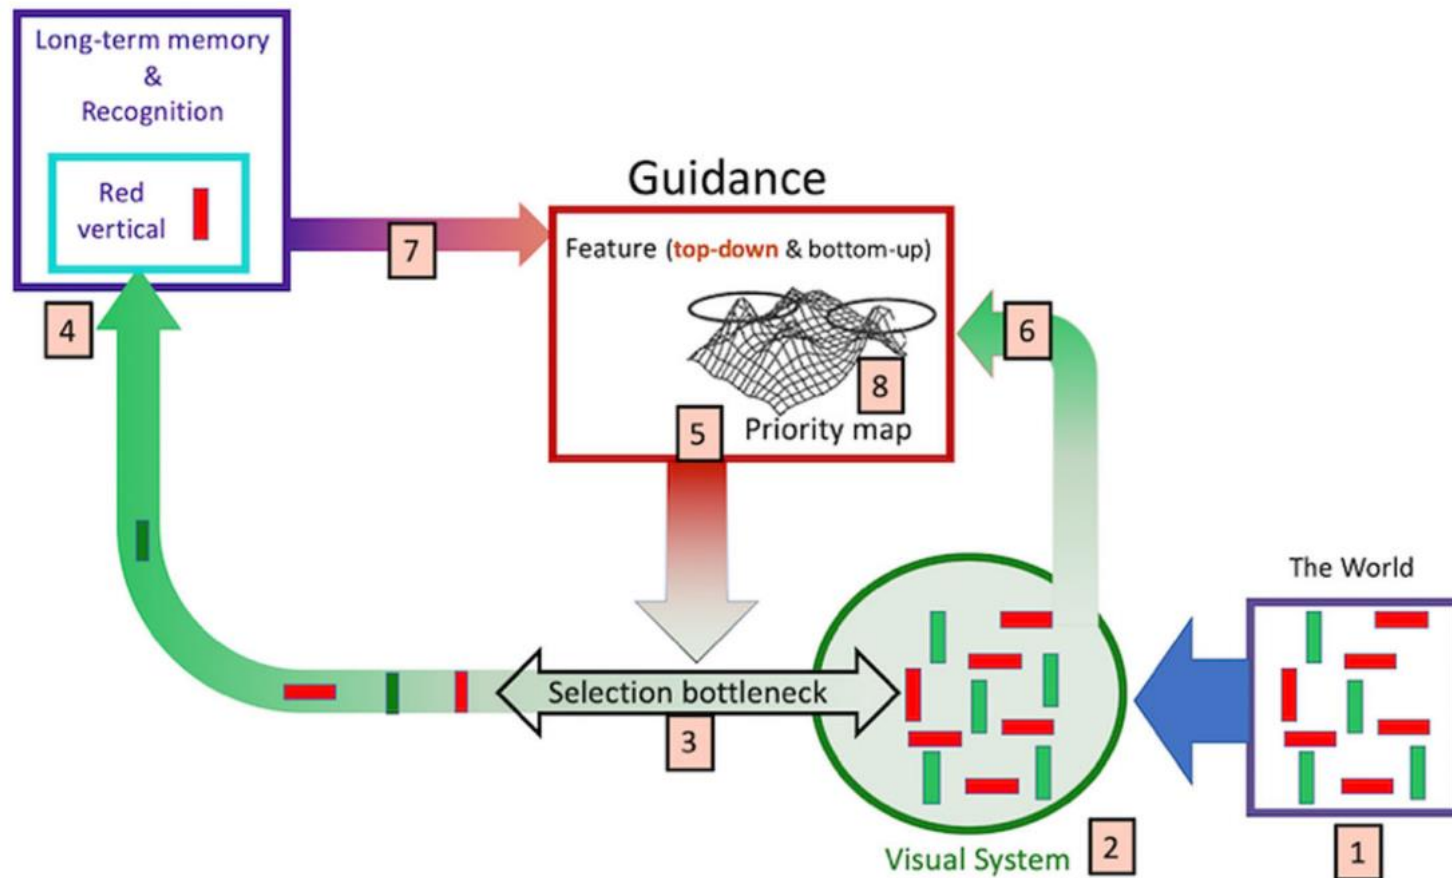 Long-term memory
&
Recognition
Red
vertical
4
7
Guidance
Feature (top-down & bottom-up)
8
5
Priority map
6
Selection bottleneck
3
Visual System
2
The World
1